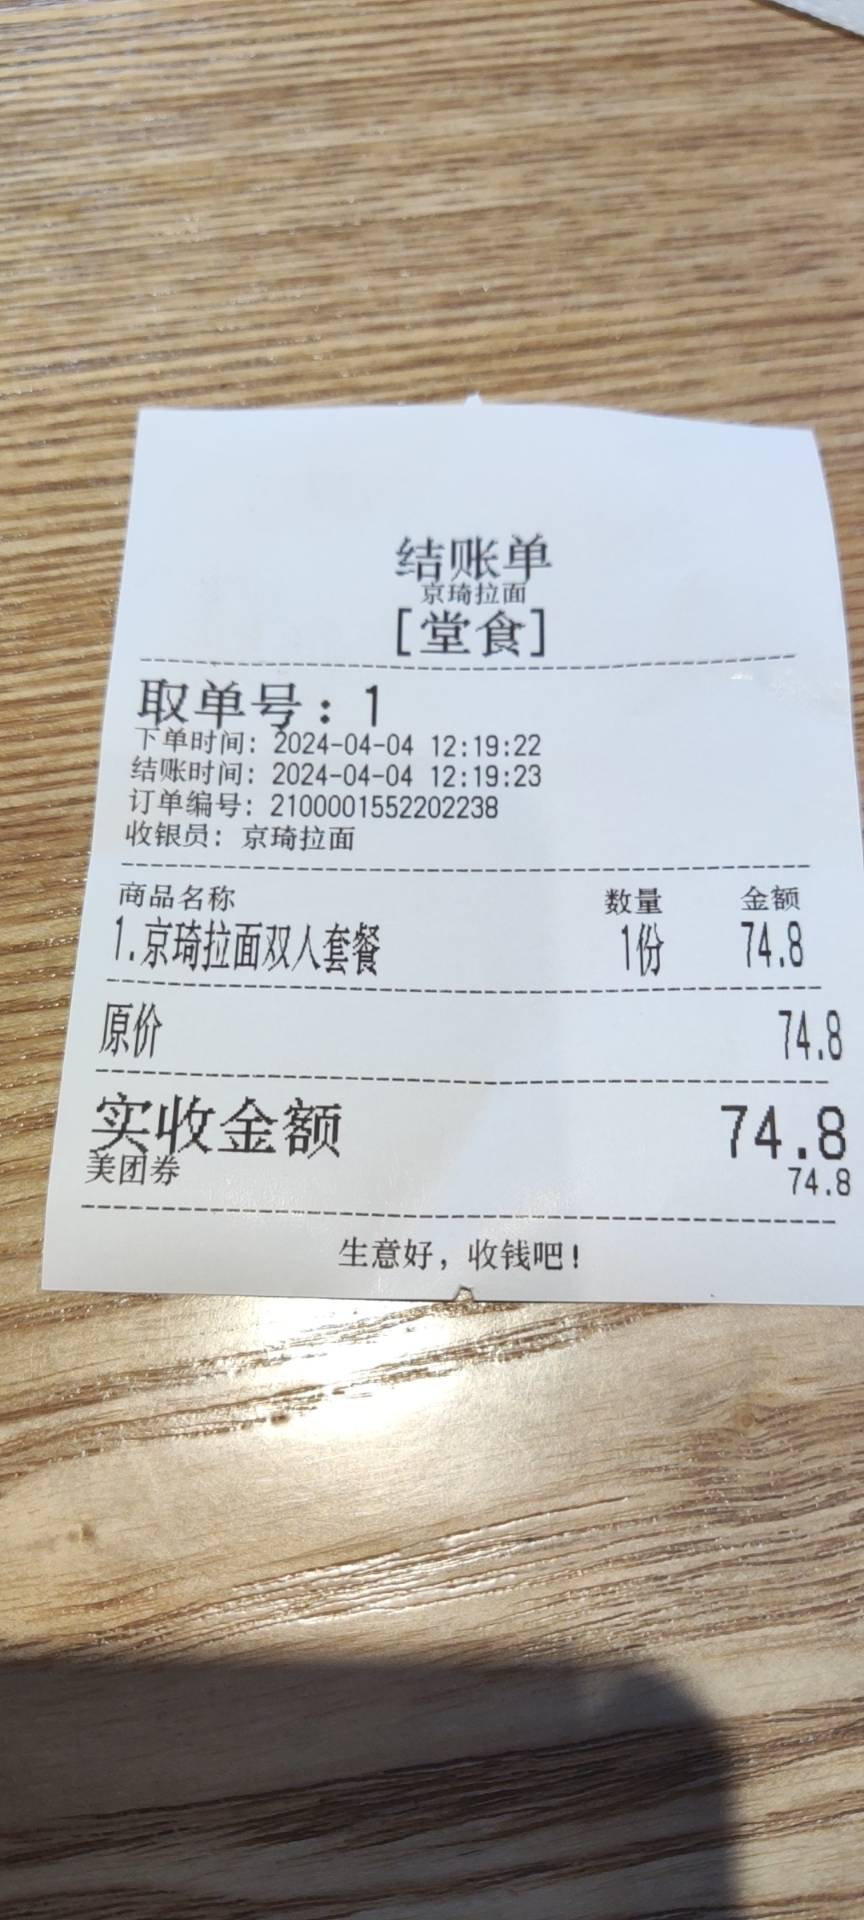 结账单
京琦拉面
[堂食]
取单号：1
下单时间: 2024-04-04 12:19:22
结账时间: 2024-04-04 12:19:23
订单编号: 2100001552202238
收银员: 京琦拉面
商品名称 数量 金额
1.京琦拉面双人套餐 1份 74.8
原价 74.8
实收金额 74.8
美团券 74.8
生意好，收钱吧！